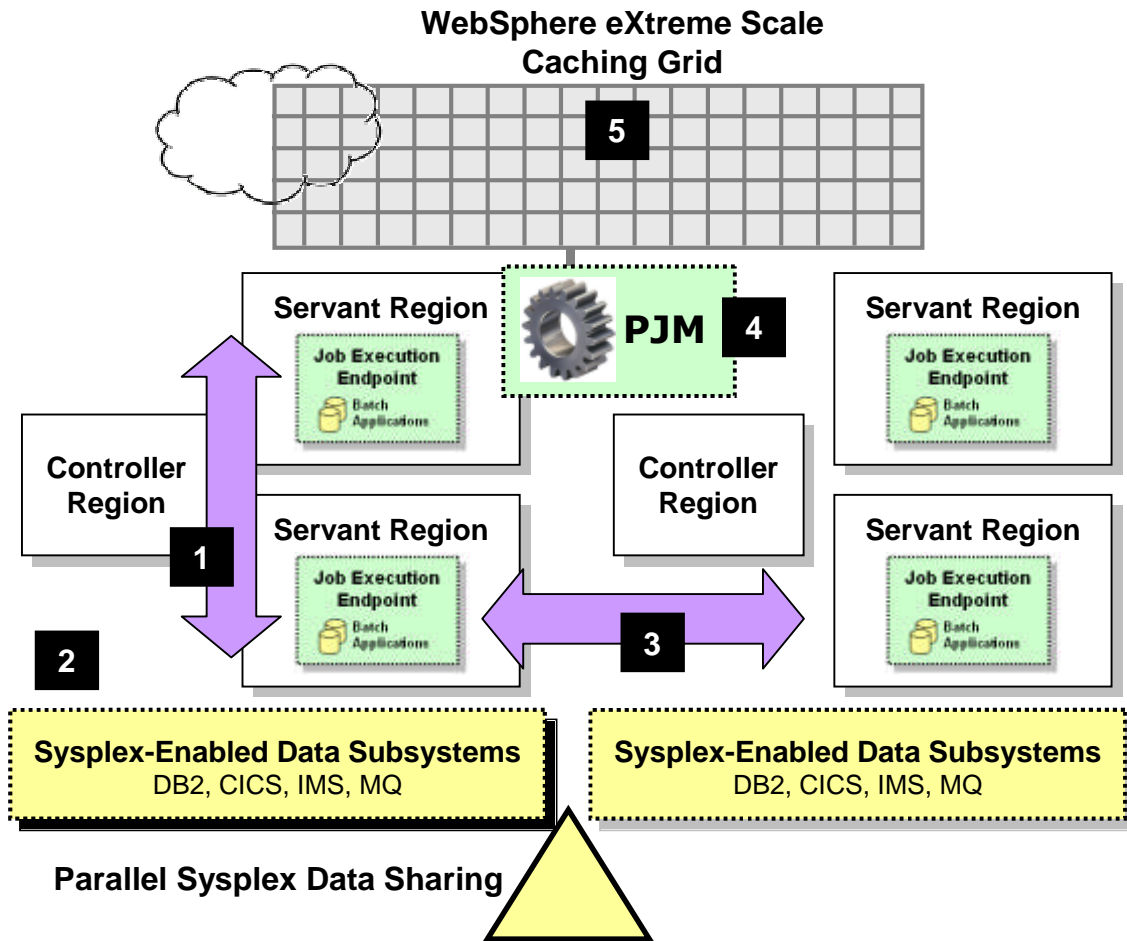 WebSphere eXtreme Scale
Caching Grid
5
Servant Region
Job Execution
Endpoint
Batch
Applications
PJM
4
Servant Region
Job Execution
Endpoint
Batch
Applications
Controller
Region
Controller
Region
1
Servant Region
Job Execution
Endpoint
Batch
Applications
3
Servant Region
Job Execution
Endpoint
Batch
Applications
2
Sysplex-Enabled Data Subsystems
DB2, CICS, IMS, MQ
Sysplex-Enabled Data Subsystems
DB2, CICS, IMS, MQ
Parallel Sysplex Data Sharing